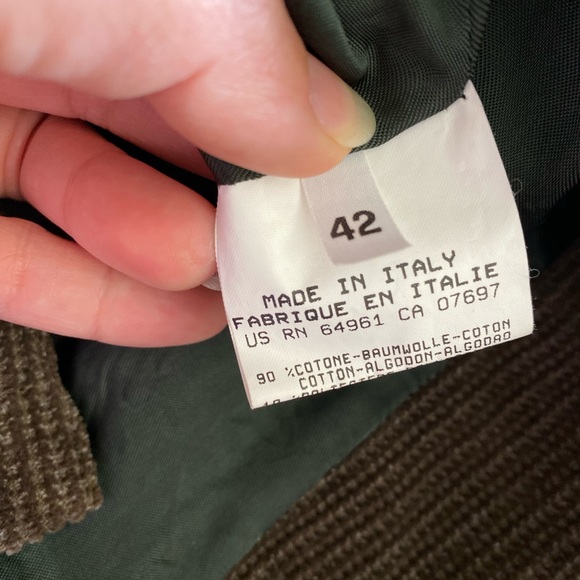 42
MADE IN ITALY
FABRIQUE EN ITALIE
US RN 64961 CA 07697
90 %COTONE-BAUMWOLLE-COTON
COTTON-ALGODON-ALGODAO